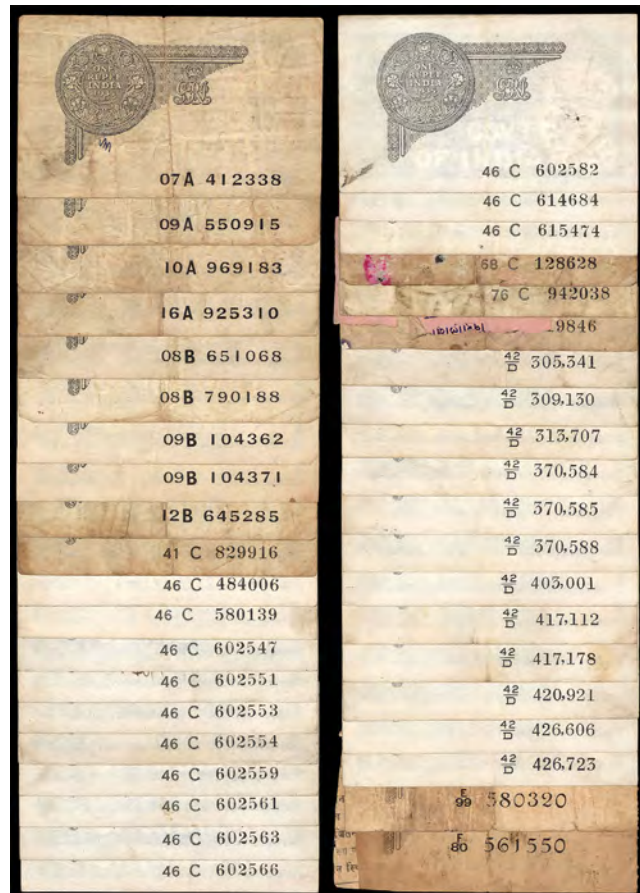 ONE
RUPEE
INDIA
07A 412338
09A 550915
10A 969183
16A 925310
08B 651068
08B 790188
09B 104362
09B 104371
12B 645285
41 C 829916
46 C 484006
46 C 580139
46 C 602547
46 C 602551
46 C 602553
46 C 602554
46 C 602559
46 C 602561
46 C 602563
46 C 602566
ONE
RUPEE
INDIA
46 C 602582
46 C 614684
46 C 615474
68 C 128628
76 C 942038
9846
42/D 305,341
42/D 309,130
42/D 313,707
42/D 370,584
42/D 370,585
42/D 370,588
42/D 403,001
42/D 417,112
42/D 417,178
42/D 420,921
42/D 426,606
42/D 426,723
E/99 580320
F/80 561550